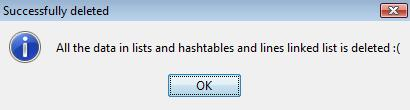 Successfully deleted
All the data in lists and hashtables and lines linked list is deleted :(
OK